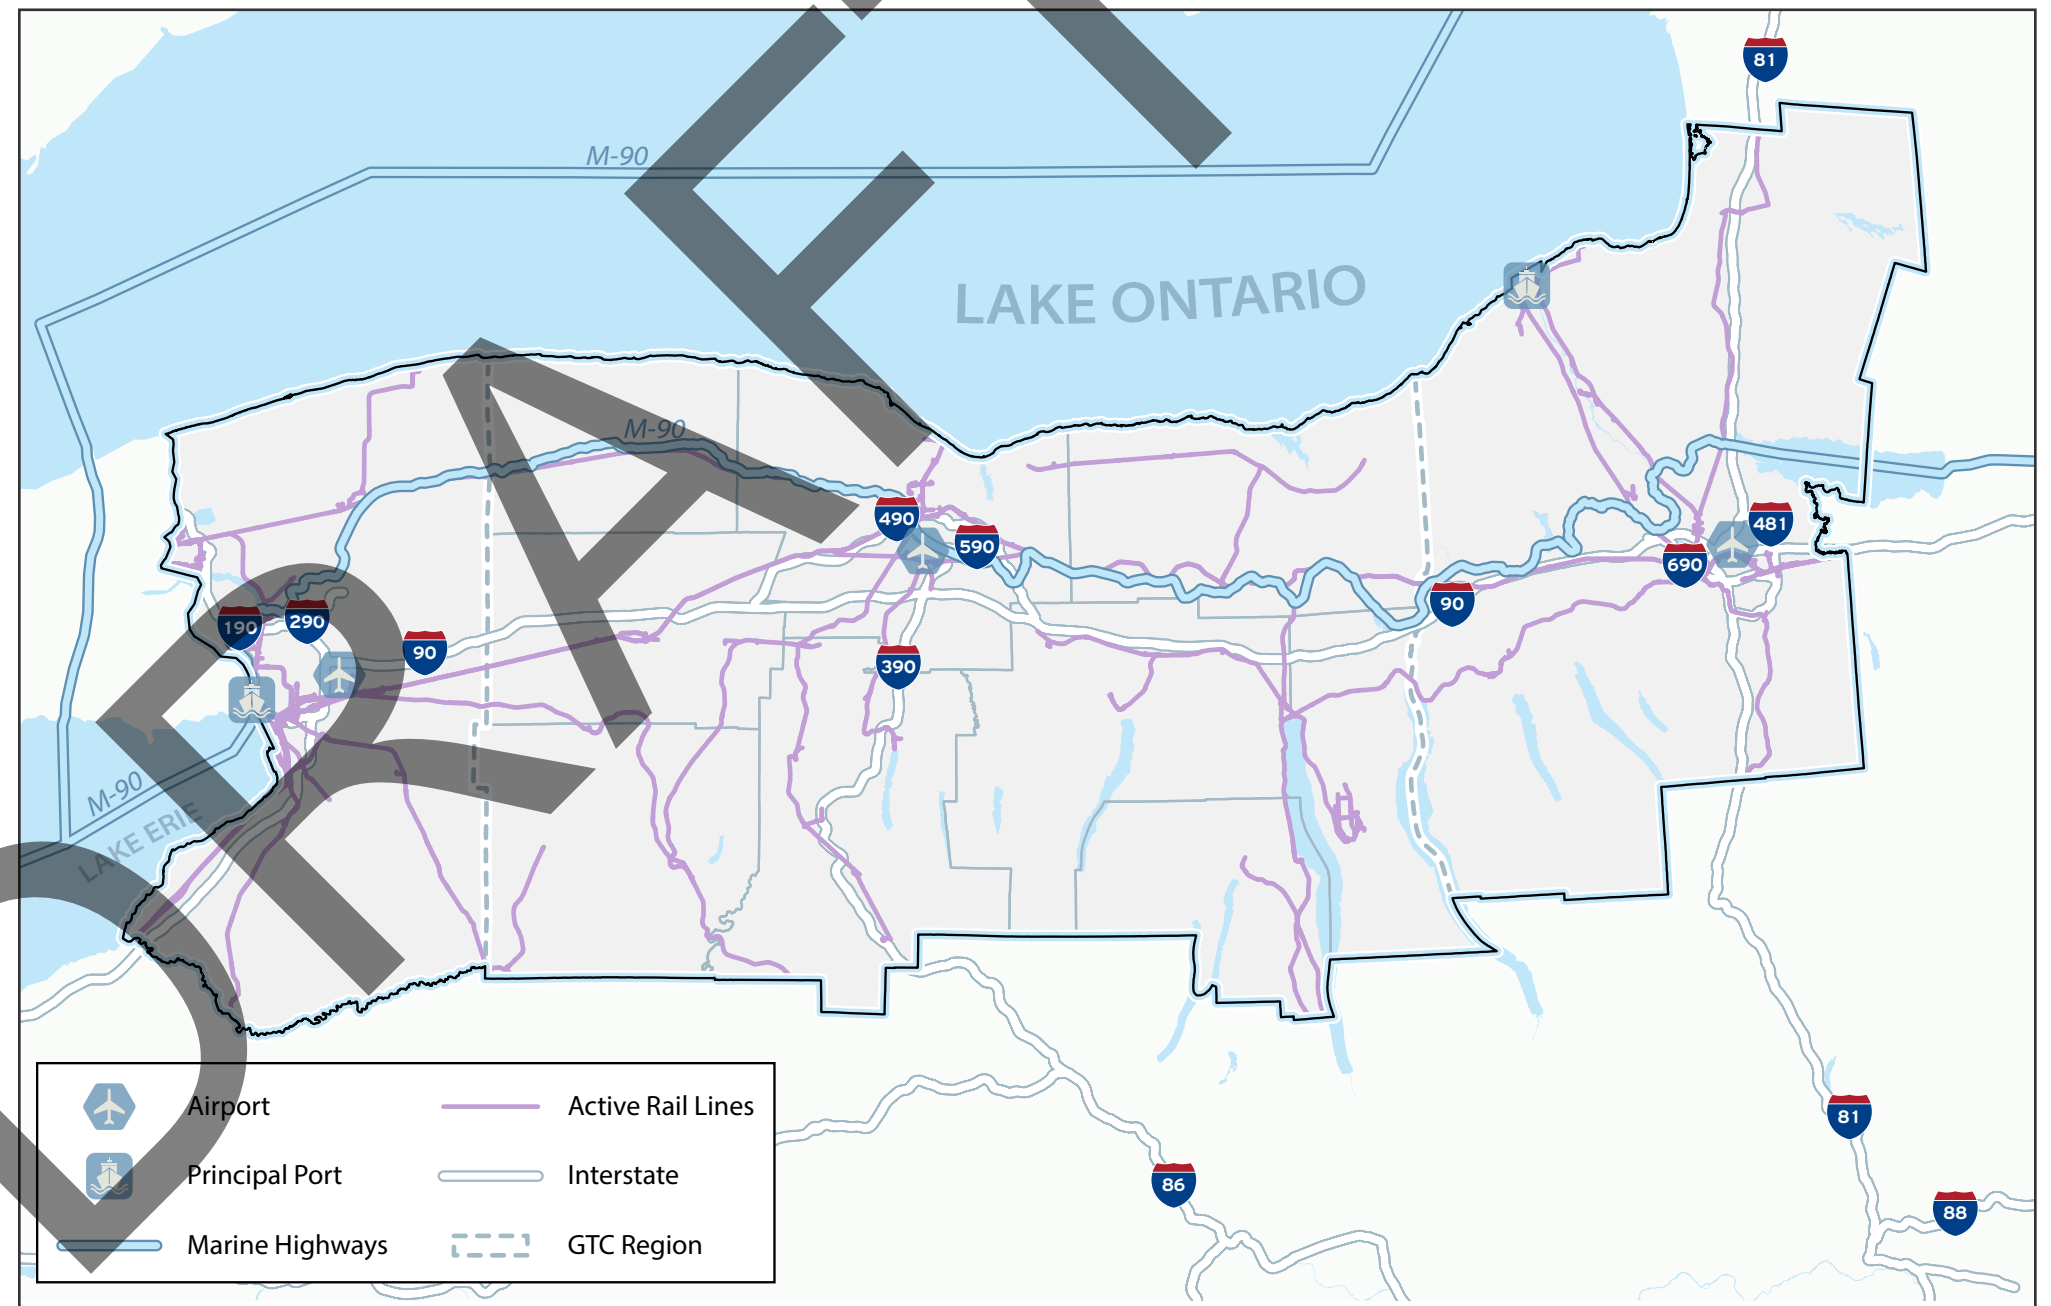 81
M-90
LAKE ONTARIO
M-90
490
590
481
690
90
190
290
90
390
M-90
LAKE ERIE
DRAFT
Airport
Active Rail Lines
Principal Port
Interstate
Marine Highways
GTC Region
86
81
88